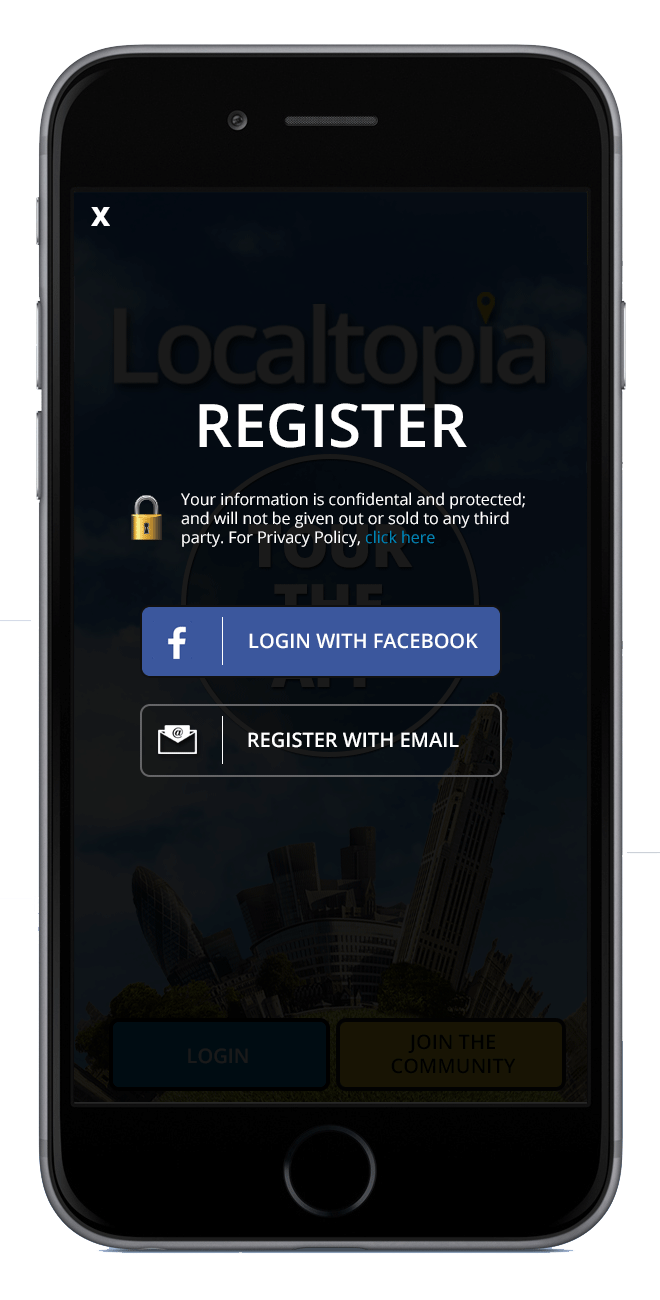 X
Localtopia
REGISTER
Your information is confidental and protected;
and will not be given out or sold to any third
party. For Privacy Policy, click here
TOUR
THE
APP
f
LOGIN WITH FACEBOOK
@
REGISTER WITH EMAIL
LOGIN
JOIN THE
COMMUNITY